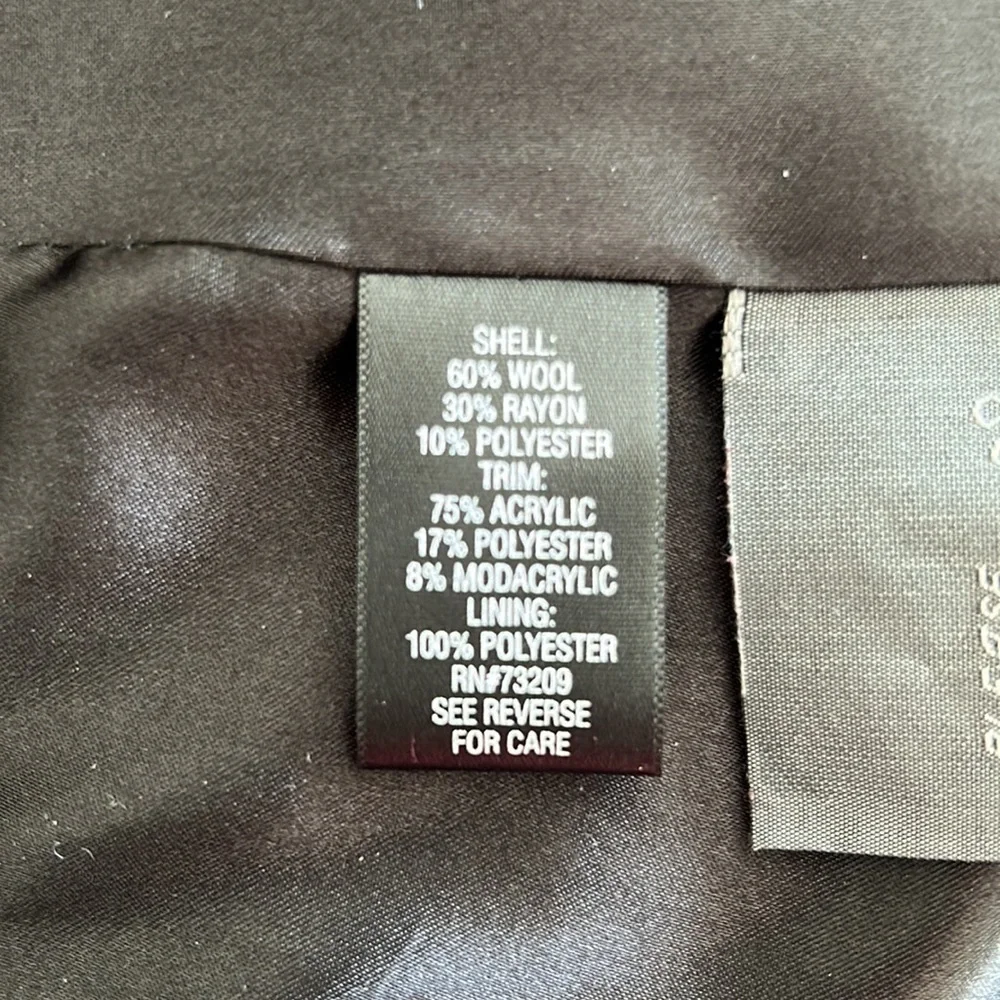 SHELL:
60% WOOL
30% RAYON
10% POLYESTER
TRIM:
75% ACRYLIC
17% POLYESTER
8% MODACRYLIC
LINING:
100% POLYESTER
RN#73209
SEE REVERSE
FOR CARE